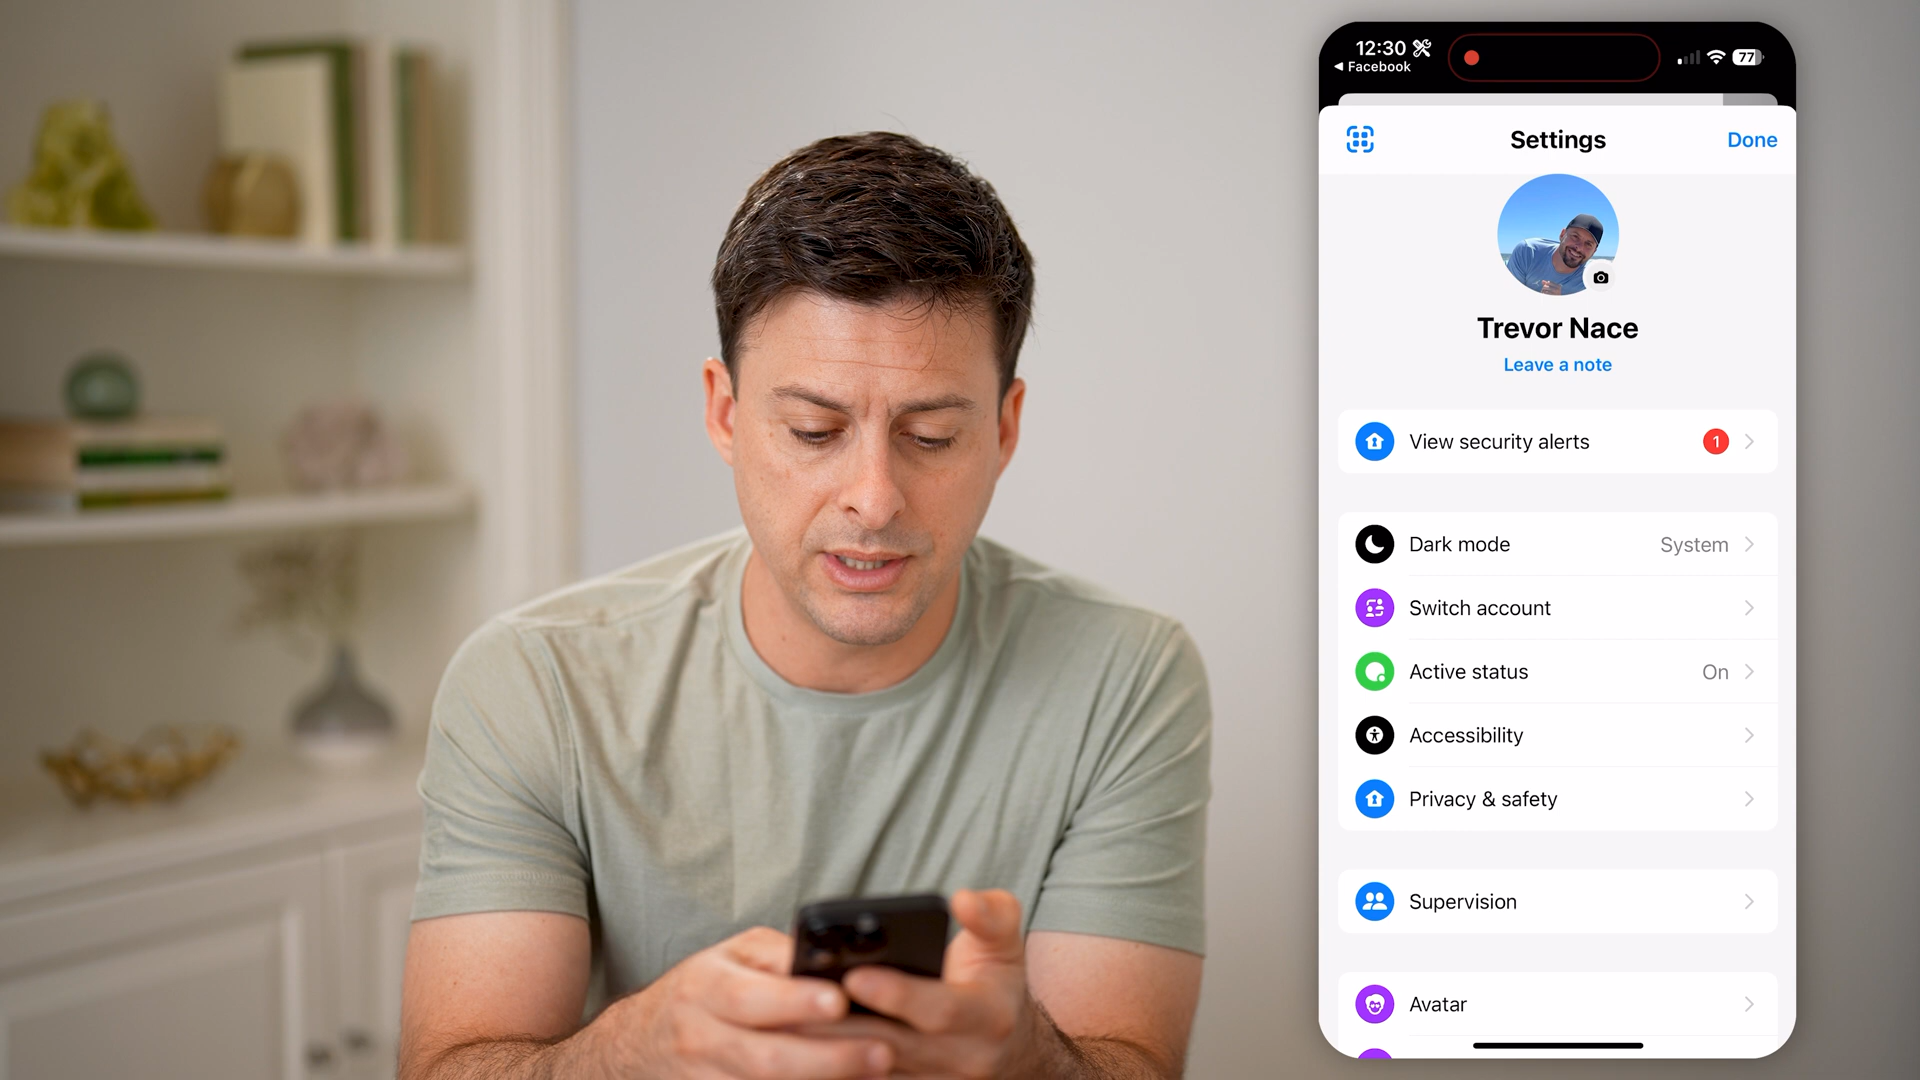 12:30
Facebook
77
Settings
Done
Trevor Nace
Leave a note
View security alerts 1
Dark mode System
Switch account
Active status On
Accessibility
Privacy & safety
Supervision
Avatar